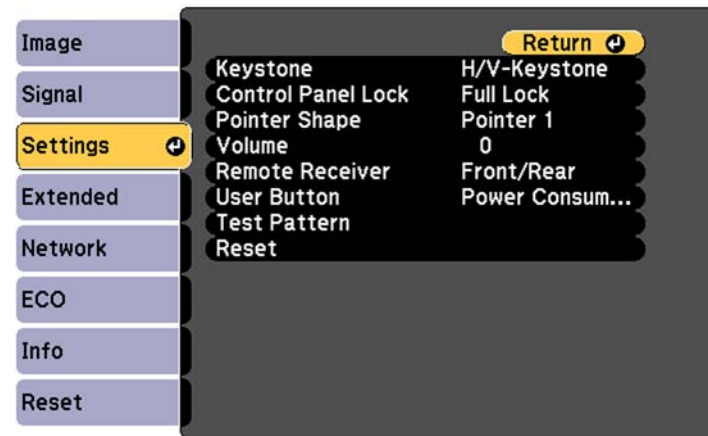 Image
Signal
Settings
Extended
Network
ECO
Info
Reset
Return
Keystone H/V-Keystone
Control Panel Lock Full Lock
Pointer Shape Pointer 1
Volume 0
Remote Receiver Front/Rear
User Button Power Consum...
Test Pattern
Reset